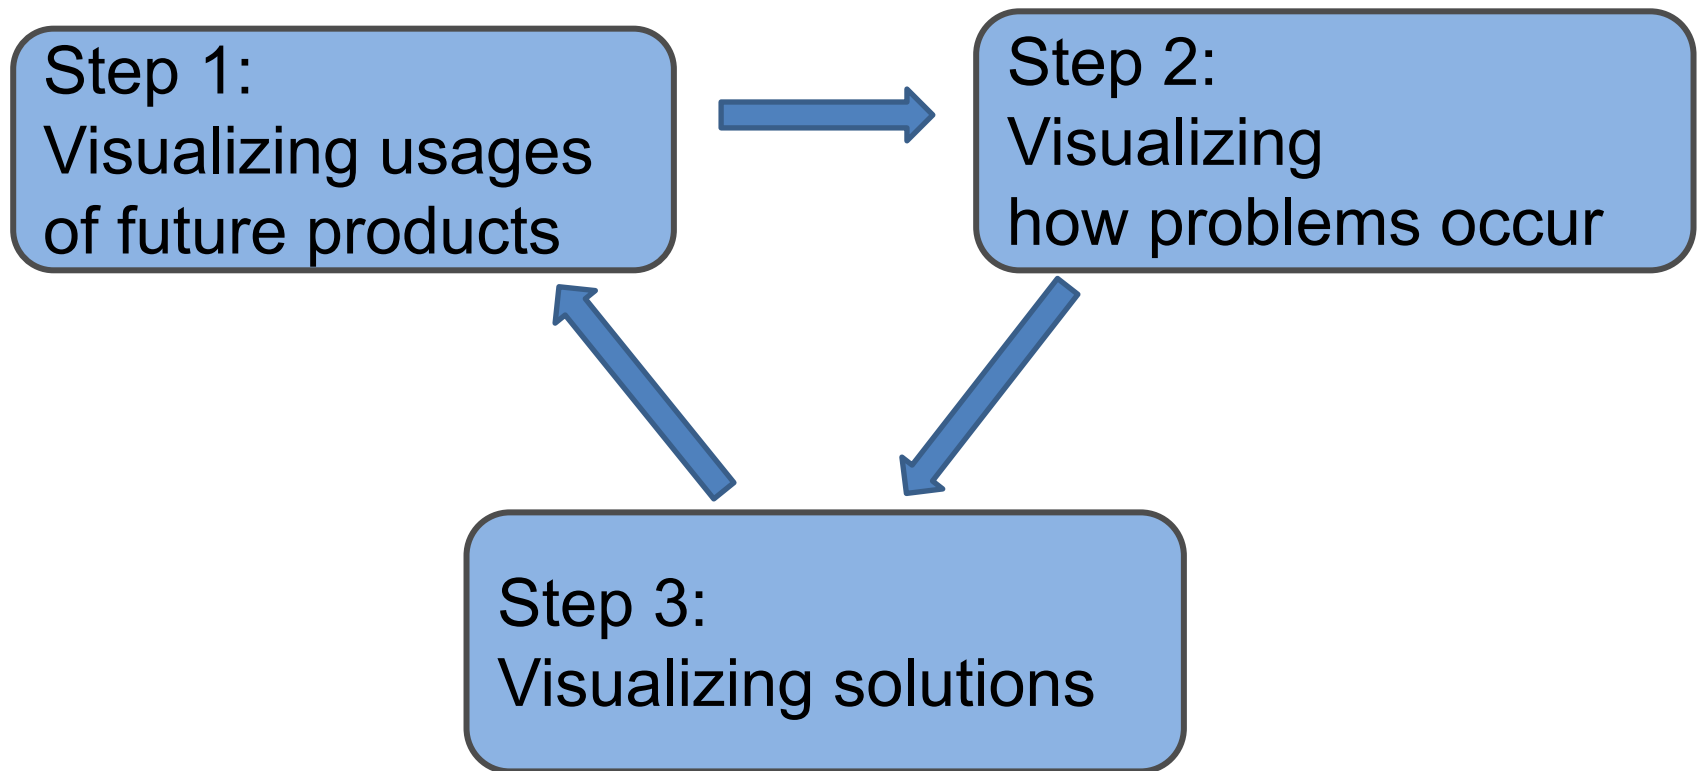 Step 1:
Visualizing usages
of future products
Step 2:
Visualizing
how problems occur
Step 3:
Visualizing solutions